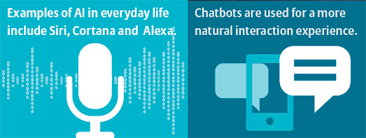 Examples of AI in everyday life
include Siri, Cortana and Alexa.
Chatbots are used for a more
natural interaction experience.